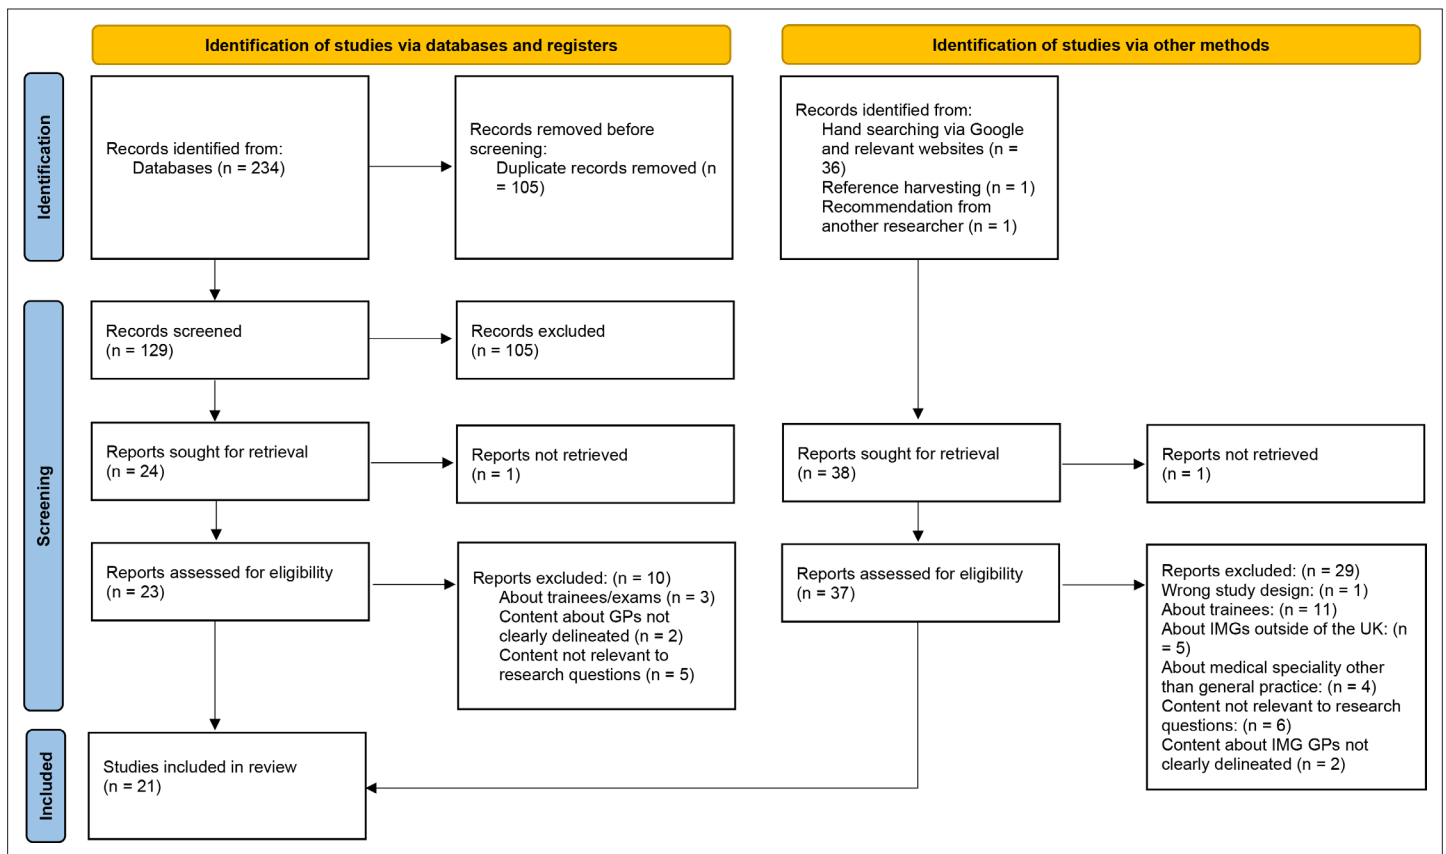 Identification of studies via databases and registers
Identification of studies via other methods
Identification
Records identified from:
Databases (n = 234)
Records removed before
screening:
Duplicate records removed (n
= 105)
Records identified from:
Hand searching via Google
and relevant websites (n =
36)
Reference harvesting (n = 1)
Recommendation from
another researcher (n = 1)
Screening
Records screened
(n = 129)
Records excluded
(n = 105)
Reports sought for retrieval
(n = 24)
Reports not retrieved
(n = 1)
Reports sought for retrieval
(n = 38)
Reports not retrieved
(n = 1)
Reports assessed for eligibility
(n = 23)
Reports excluded: (n = 10)
About trainees/exams (n = 3)
Content about GPs not
clearly delineated (n = 2)
Content not relevant to
research questions (n = 5)
Reports assessed for eligibility
(n = 37)
Reports excluded: (n = 29)
Wrong study design: (n = 1)
About trainees: (n = 11)
About IMGs outside of the UK: (n
= 5)
About medical speciality other
than general practice: (n = 4)
Content not relevant to research
questions: (n = 6)
Content about IMG GPs not
clearly delineated (n = 2)
Included
Studies included in review
(n = 21)